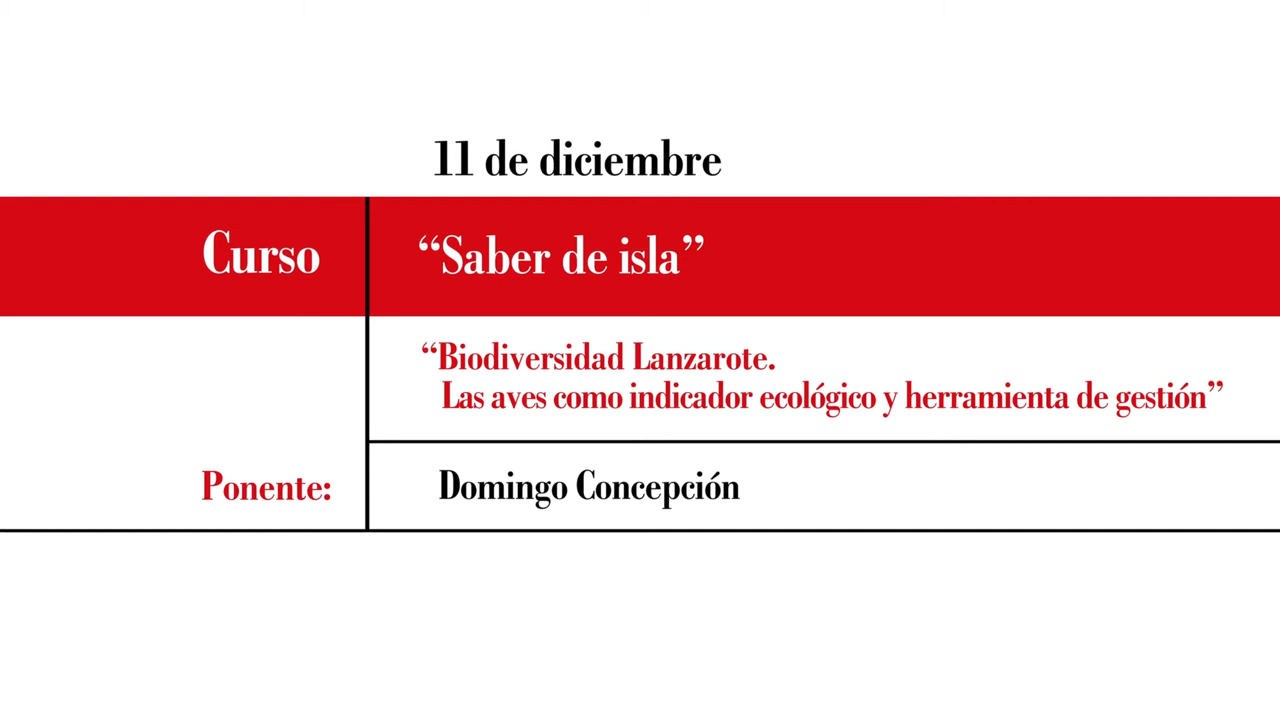 11 de diciembre
Curso
“Saber de isla”
“Biodiversidad Lanzarote.
Las aves como indicador ecológico y herramienta de gestión”
Ponente:
Domingo Concepción